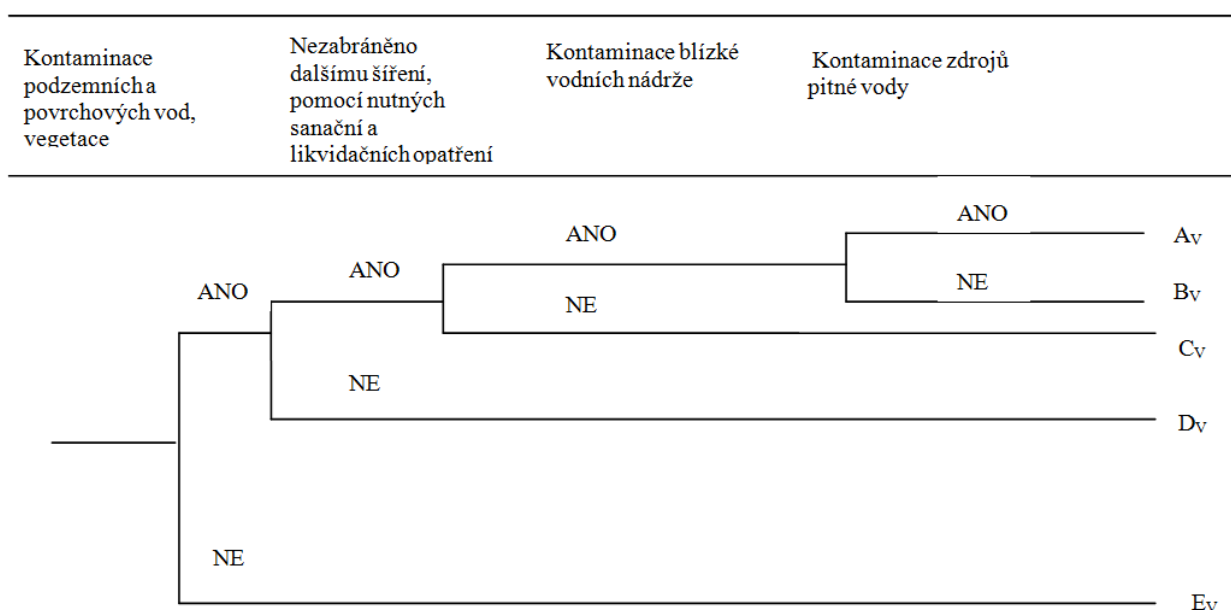 Kontaminace
podzemních a
povrchových vod,
vegetace
Nezabráněno
dalšímu šíření,
pomocí nutných
sanační a
likvidačních opatření
Kontaminace blízké
vodních nádrže
Kontaminace zdrojů
pitné vody
ANO
ANO
ANO
ANO
NE
NE
NE
NE
AV
BV
CV
DV
EV